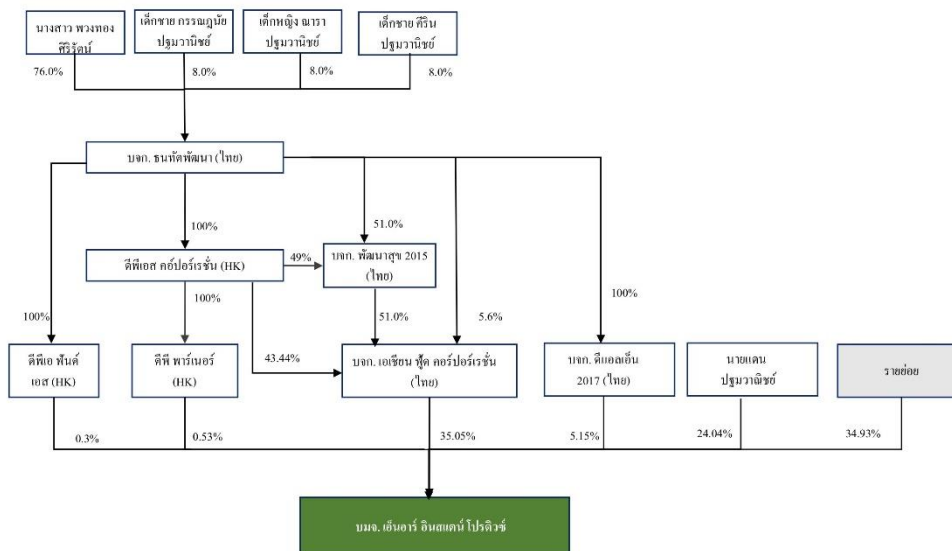 นางสาว พวงทอง
ศิริรัตน์
เด็กชาย กรรณฎนัย
ปฐมวานิชย์
เด็กหญิง ณารา
ปฐมวานิชย์
เด็กชาย ศีริน
ปฐมวานิชย์
76.0%
8.0%
8.0%
8.0%
บจก. ธนทัตพัฒนา (ไทย)
100%
51.0%
ดีพีเอส คอ์ปอร์เรชั่น (HK)
49%
บจก. พัฒนาสุข 2015
(ไทย)
100%
100%
51.0%
5.6%
100%
43.44%
ดีพีเอ ฟันด์
เอส (HK)
ดีพี พาร์เนอร์
(HK)
บจก. เอเชียน ฟู้ด คอร์ปอร์เรชั่น
(ไทย)
บจก. ดีแอลเอ็น
2017 (ไทย)
นายแดน
ปฐมวาณิชย์
รายย่อย
0.3%
0.53%
35.05%
5.15%
24.04%
34.93%
บมจ. เอ็นอาร์ อินสแตนท์ โปรดิวซ์